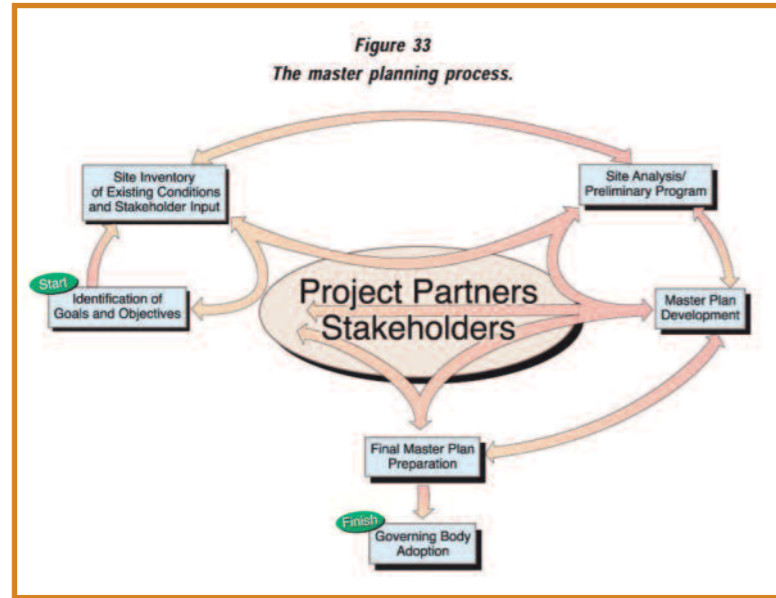 Figure 33
The master planning process.
Site Inventory
of Existing Conditions
and Stakeholder Input
Site Analysis/
Preliminary Program
Start
Identification of
Goals and Objectives
Project Partners
Stakeholders
Master Plan
Development
Final Master Plan
Preparation
Finish
Governing Body
Adoption